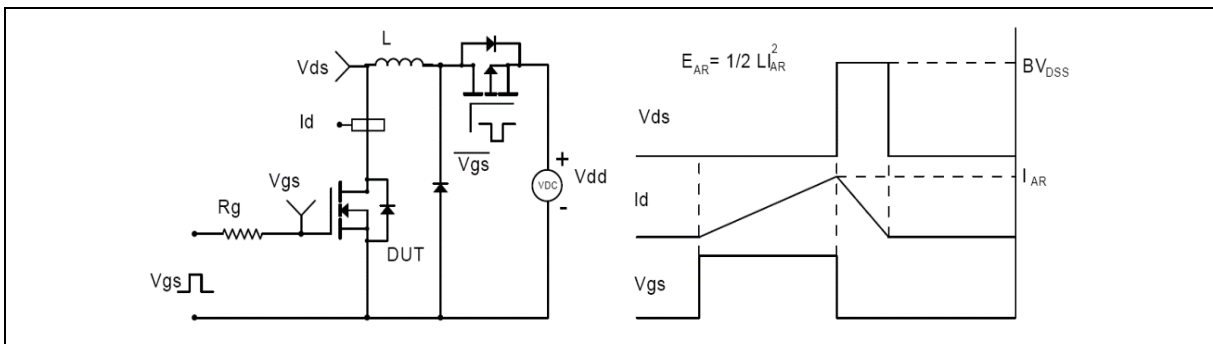 L
Vds
Id
Vgs
Vgs
Rg
DUT
Vgs
VDC
+
Vdd
-
E_AR = 1/2 LI_AR^2
BV_DSS
Vds
I_AR
Id
Vgs